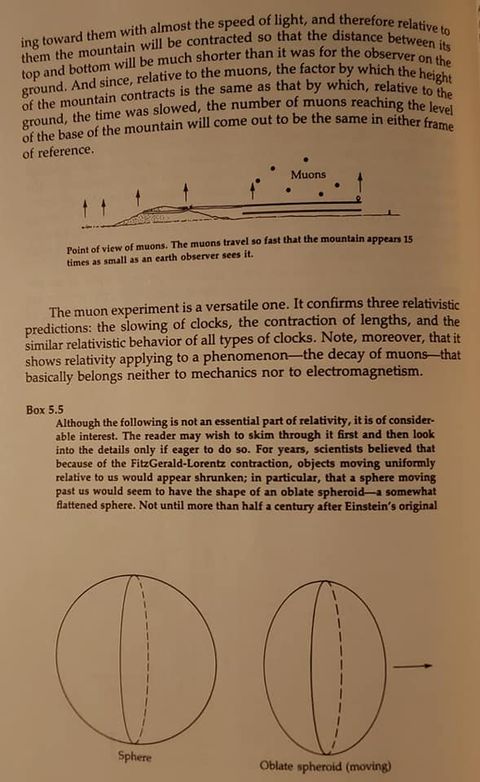 ing toward them with almost the speed of light, and therefore relative to
them the mountain will be contracted so that the distance between its
top and bottom will be much shorter than it was for the observer on the
ground. And since, relative to the muons, the factor by which the height
of the mountain contracts is the same as that by which, relative to the
ground, the time was slowed, the number of muons reaching the level
of the base of the mountain will come out to be the same in either frame
of reference.
Muons
Point of view of muons. The muons travel so fast that the mountain appears 15
times as small as an earth observer sees it.
The muon experiment is a versatile one. It confirms three relativistic
predictions: the slowing of clocks, the contraction of lengths, and the
similar relativistic behavior of all types of clocks. Note, moreover, that it
shows relativity applying to a phenomenon—the decay of muons—that
basically belongs neither to mechanics nor to electromagnetism.
Box 5.5
Although the following is not an essential part of relativity, it is of consider-
able interest. The reader may wish to skim through it first and then look
into the details only if eager to do so. For years, scientists believed that
because of the FitzGerald-Lorentz contraction, objects moving uniformly
relative to us would appear shrunken; in particular, that a sphere moving
past us would seem to have the shape of an oblate spheroid—a somewhat
flattened sphere. Not until more than half a century after Einstein's original
Sphere
Oblate spheroid (moving)